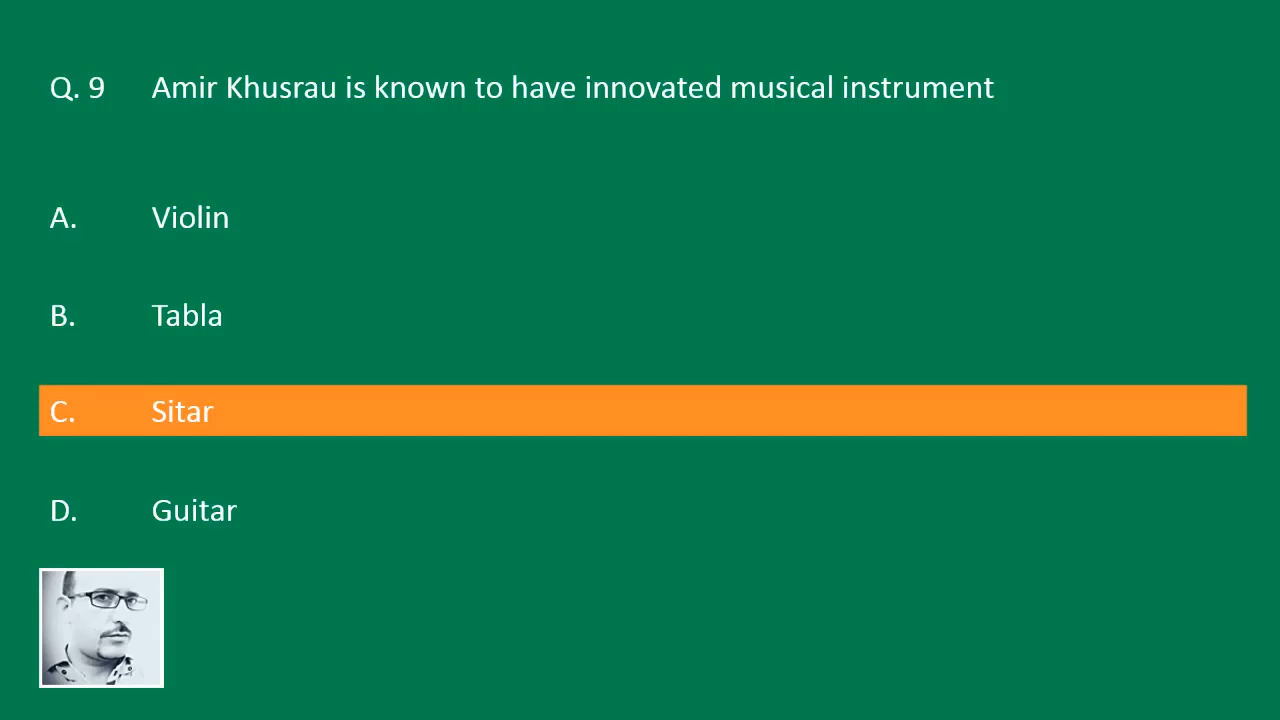 Q. 9 Amir Khusrau is known to have innovated musical instrument
A. Violin
B. Tabla
C. Sitar
D. Guitar